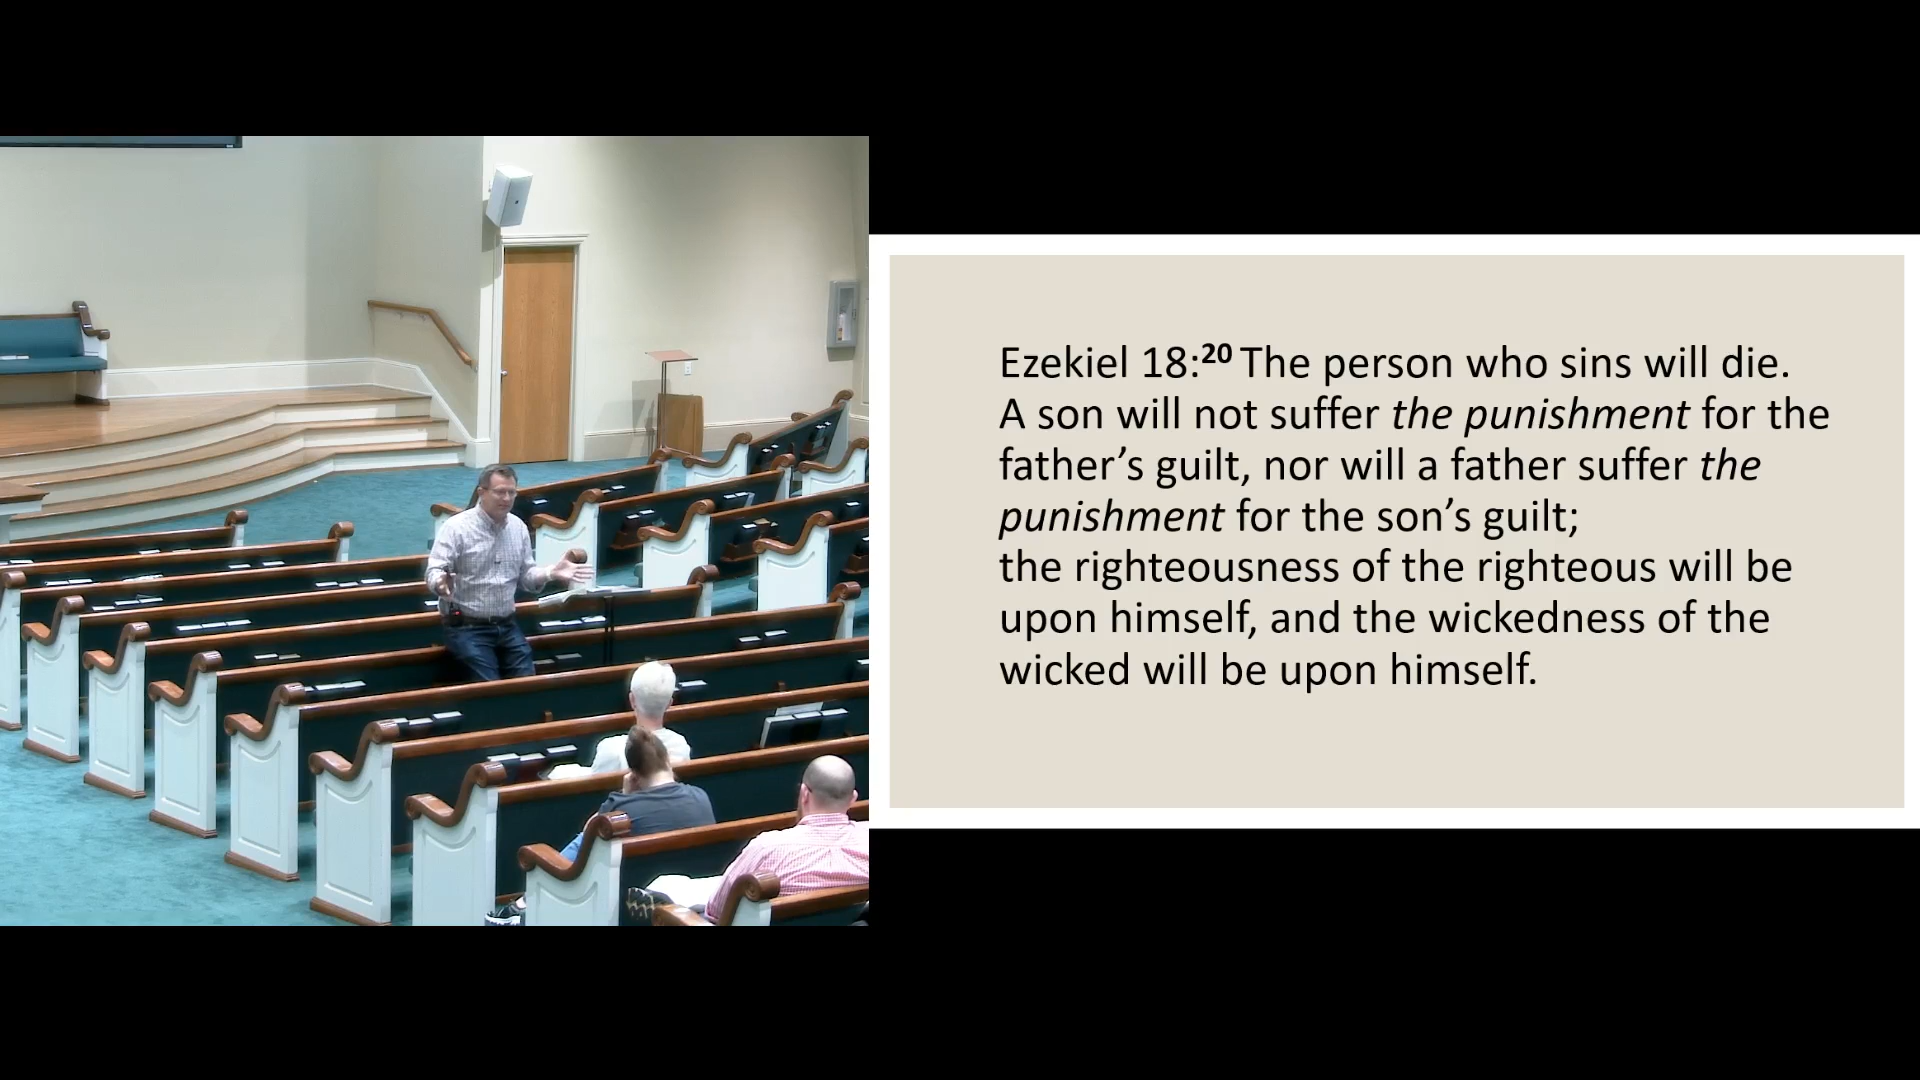 Ezekiel 18:20 The person who sins will die.
A son will not suffer the punishment for the
father’s guilt, nor will a father suffer the
punishment for the son’s guilt;
the righteousness of the righteous will be
upon himself, and the wickedness of the
wicked will be upon himself.